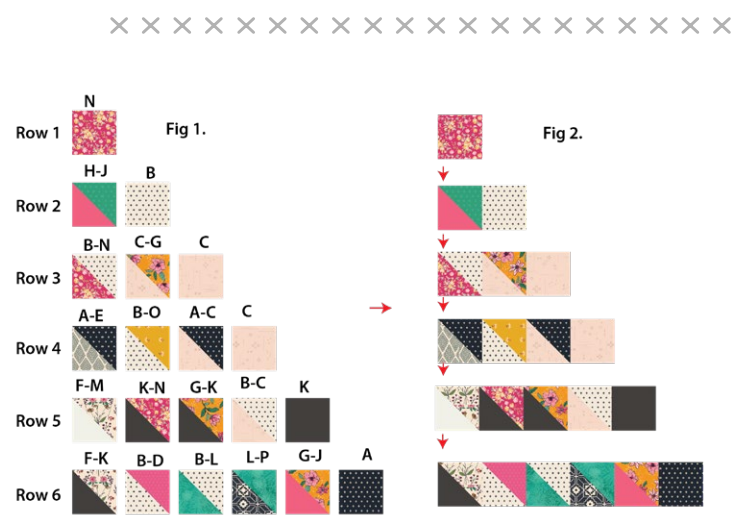 N
Row 1
Fig 1.
Fig 2.
H-J B
Row 2
B-N C-G C
Row 3
A-E B-O A-C C
Row 4
F-M K-N G-K B-C K
Row 5
F-K B-D B-L L-P G-J A
Row 6